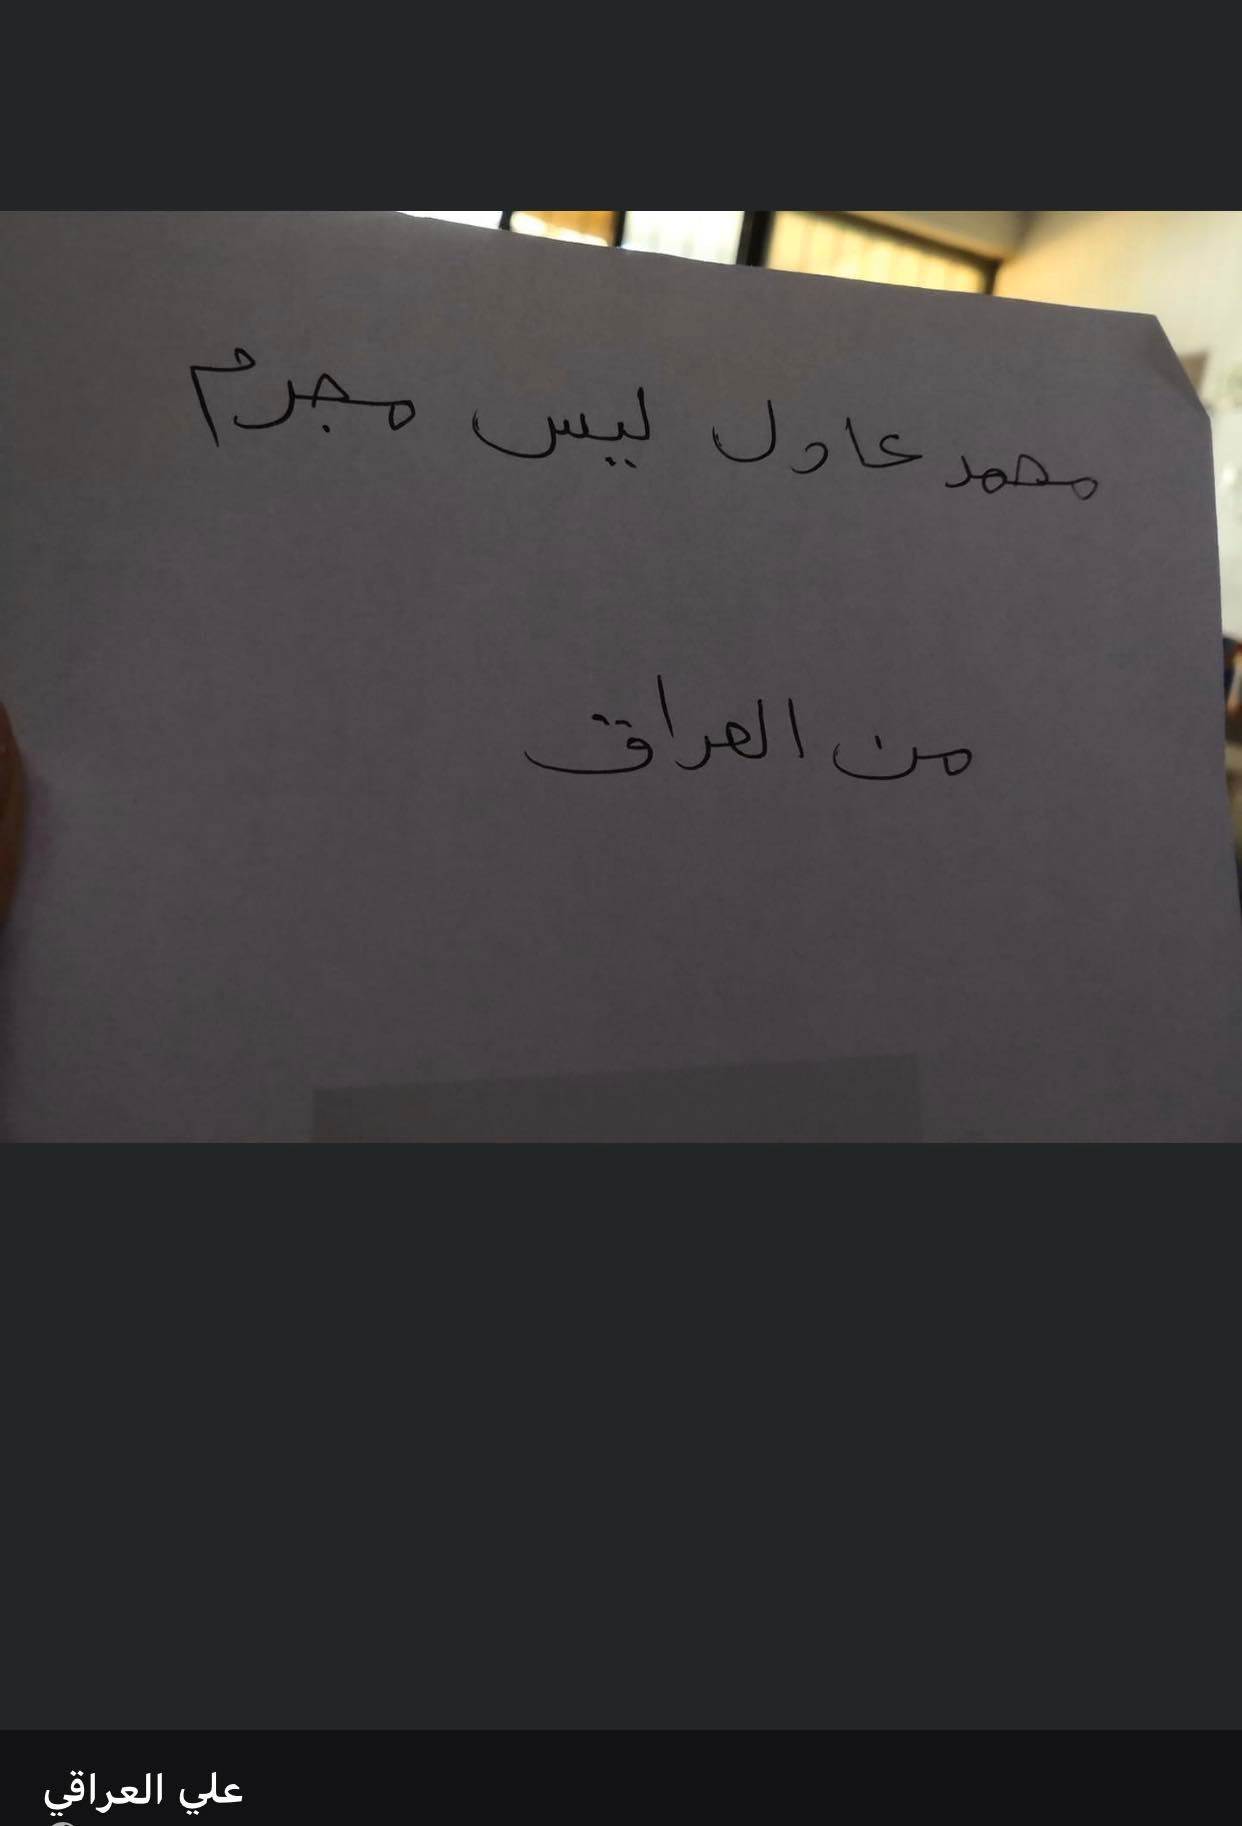 محمد عادل ليس مجرم
من العراق
علي العراقي